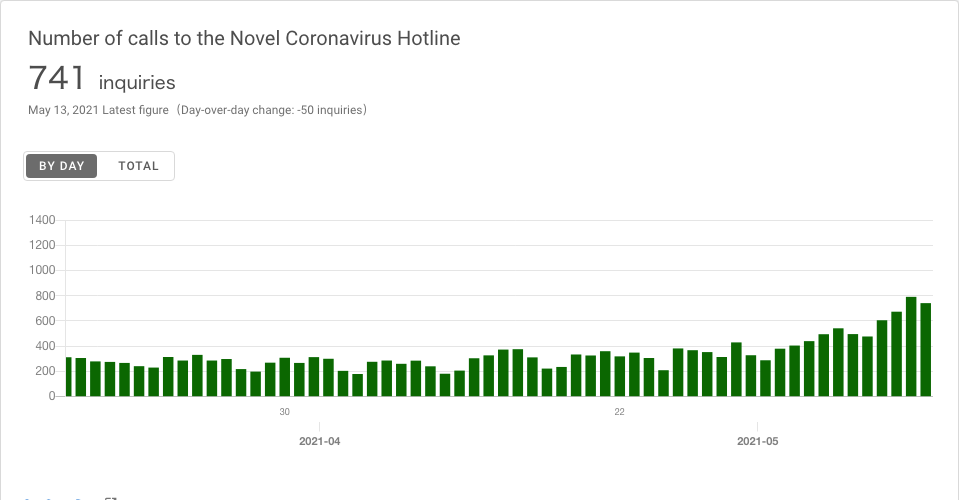 Number of calls to the Novel Coronavirus Hotline
741 inquiries
May 13, 2021 Latest figure（Day-over-day change: -50 inquiries）
BY DAY TOTAL
1400
1200
1000
800
600
400
200
0
30 22
2021-04 2021-05